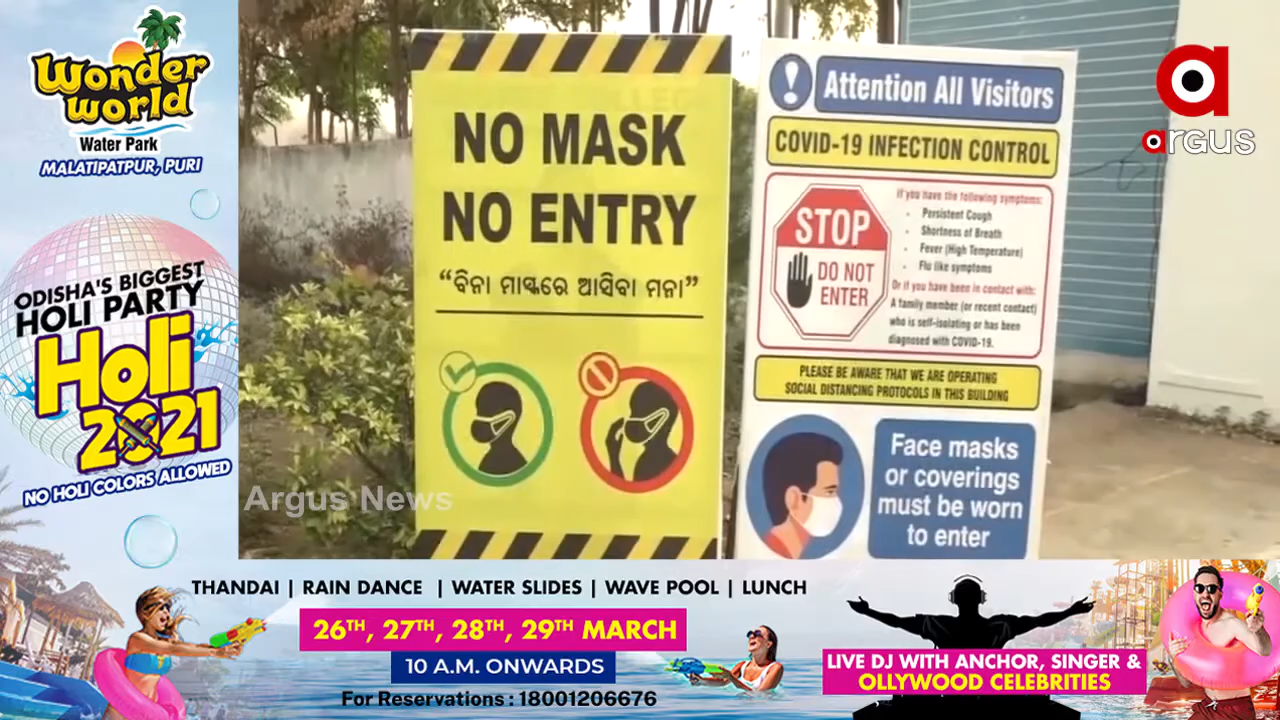 Wonder
world
Water Park
MALATIPATPUR, PURI
ODISHA'S BIGGEST
HOLI PARTY
Holi
2021
NO HOLI COLORS ALLOWED
NO MASK
NO ENTRY
“ବିନା ମାସ୍କରେ ଆସିବା ମନା”
! Attention All Visitors
COVID-19 INFECTION CONTROL
STOP
DO NOT
ENTER
If you have the following symptoms:
- Persistent Cough
- Shortness of Breath
- Fever (High Temperature)
- Flu like symptoms
Or if you have been in contact with:
A family member (or recent contact)
who is self-isolating or has been
diagnosed with COVID-19.
PLEASE BE AWARE THAT WE ARE OPERATING
SOCIAL DISTANCING PROTOCOLS IN THIS BUILDING
Face masks
or coverings
must be worn
to enter
a
argus
Argus News
THANDAI | RAIN DANCE | WATER SLIDES | WAVE POOL | LUNCH
26TH, 27TH, 28TH, 29TH MARCH
10 A.M. ONWARDS
For Reservations : 18001206676
LIVE DJ WITH ANCHOR, SINGER &
OLLYWOOD CELEBRITIES